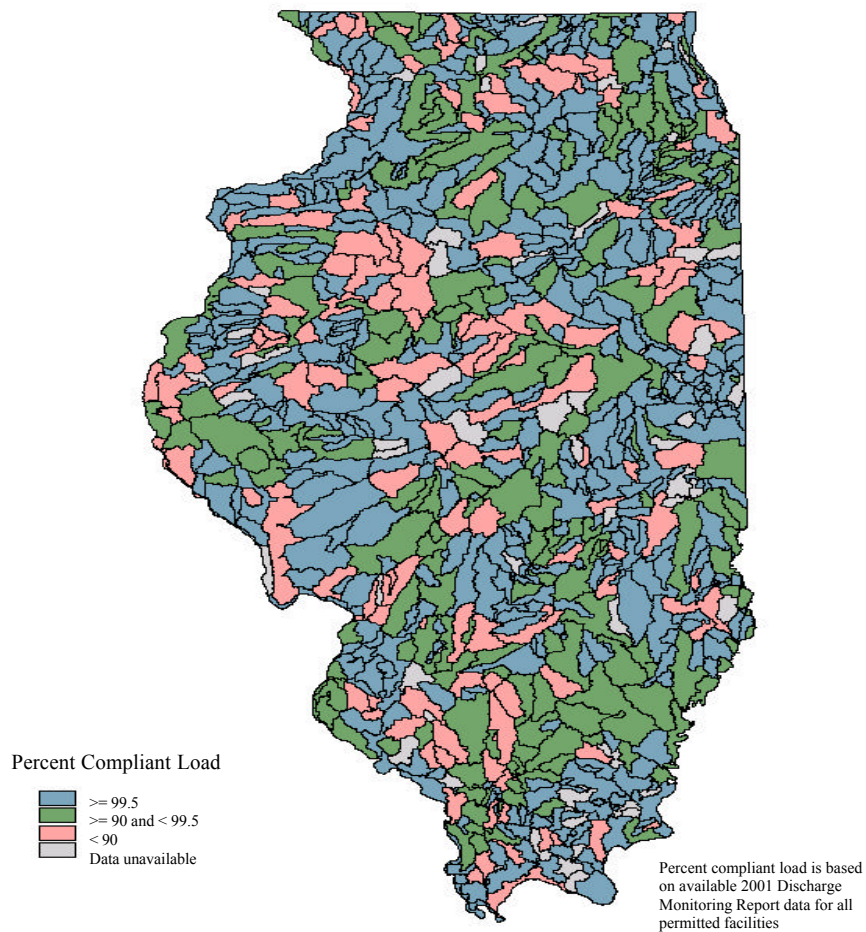 Percent Compliant Load
>= 99.5
>= 90 and < 99.5
< 90
Data unavailable
Percent compliant load is based
on available 2001 Discharge
Monitoring Report data for all
permitted facilities